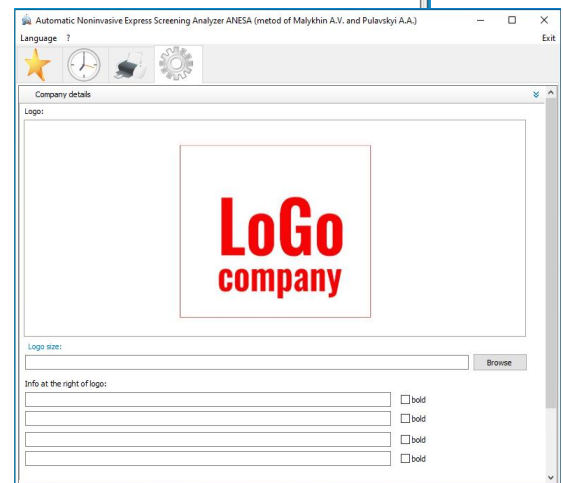 Automatic Noninvasive Express Screening Analyzer ANESA (metod of Malykhin A.V. and Pulavskyi A.A.)
Language ? Exit
Company details
Logo:
LoGo
company
Logo size:
Browse
Info at the right of logo:
bold
bold
bold
bold